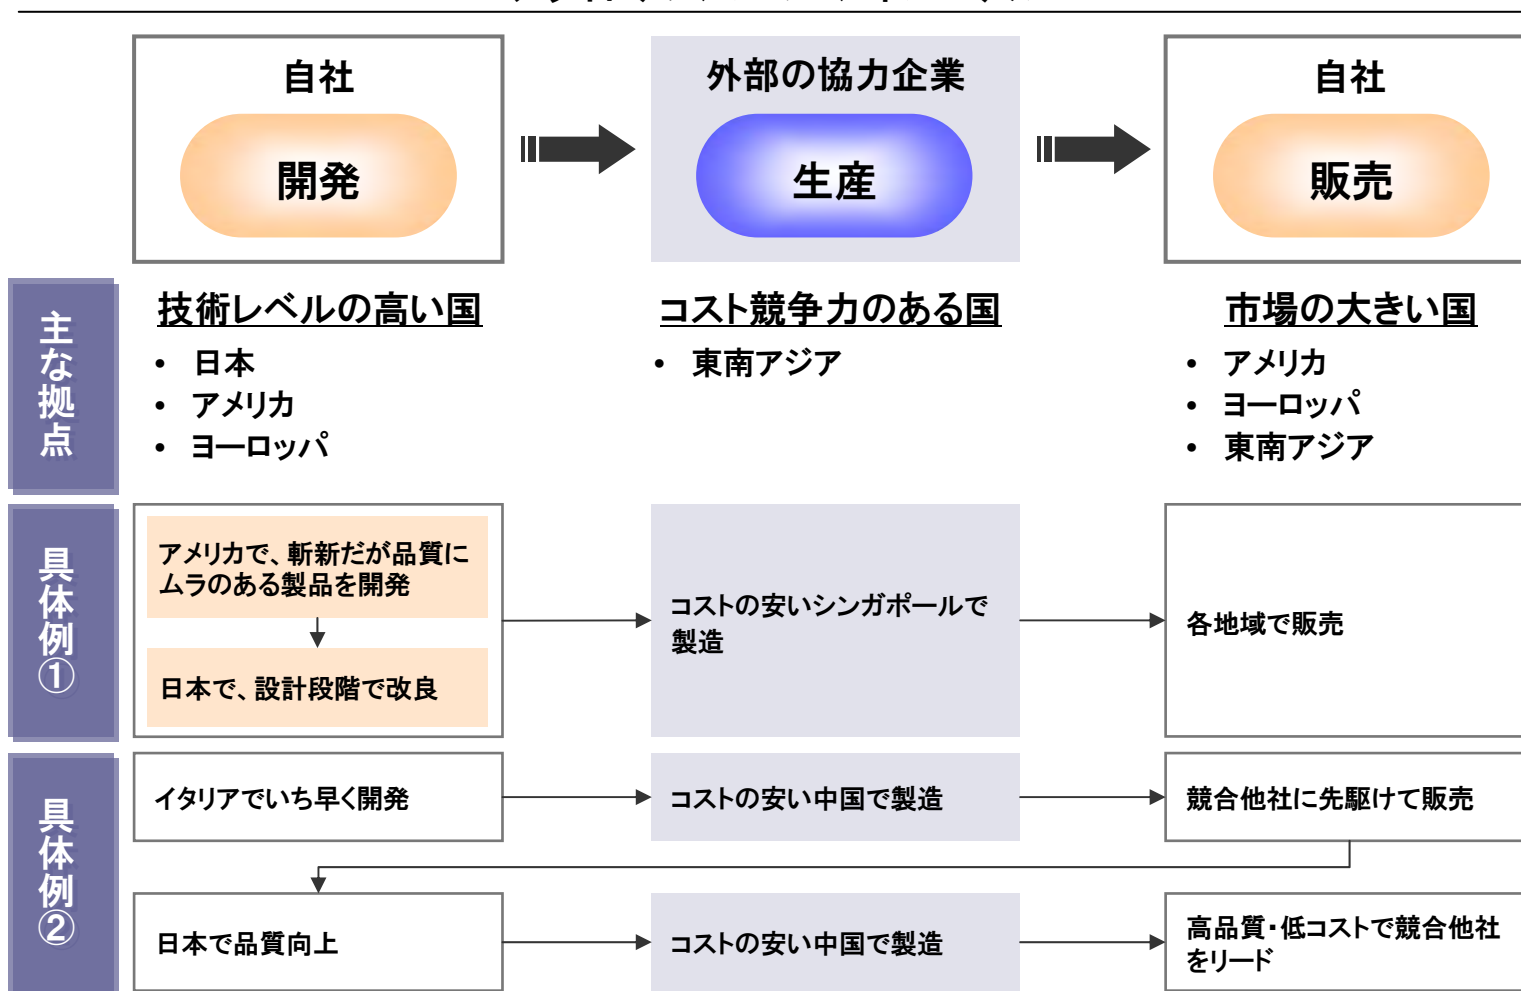 自社
開発
外部の協力企業
生産
自社
販売
主な拠点
技術レベルの高い国
• 日本
• アメリカ
• ヨーロッパ
コスト競争力のある国
• 東南アジア
市場の大きい国
• アメリカ
• ヨーロッパ
• 東南アジア
具体例①
アメリカで、斬新だが品質に
ムラのある製品を開発
日本で、設計段階で改良
コストの安いシンガポールで
製造
各地域で販売
具体例②
イタリアでいち早く開発
コストの安い中国で製造
競合他社に先駆けて販売
日本で品質向上
コストの安い中国で製造
高品質・低コストで競合他社
をリード